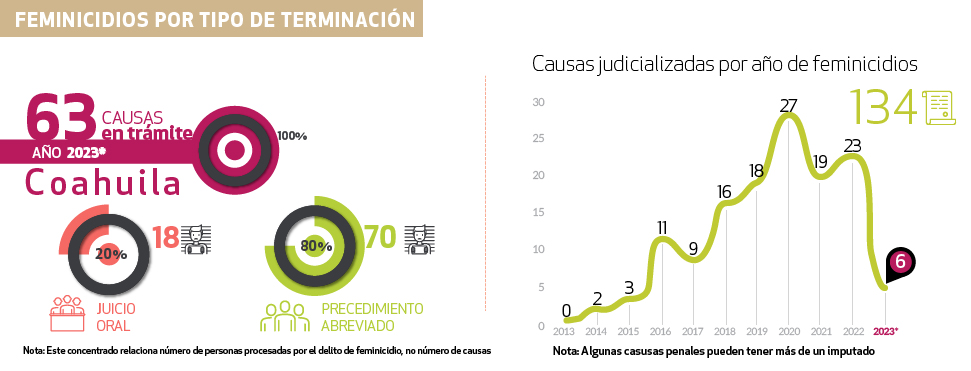 FEMINICIDIOS POR TIPO DE TERMINACIÓN
63 CAUSAS
en trámite
100%
AÑO 2023*
Coahuila
20%
18
80%
70
JUICIO
ORAL
PRECEDIMIENTO
ABREVIADO
Nota: Este concentrado relaciona número de personas procesadas por el delito de feminicidio, no número de causas
Causas judicializadas por año de feminicidios
134
30
25
20
15
10
5
0
0
2
3
11
9
16
18
27
19
23
6
2013 2014 2015 2016 2017 2018 2019 2020 2021 2022 2023*
Nota: Algunas casusas penales pueden tener más de un imputado